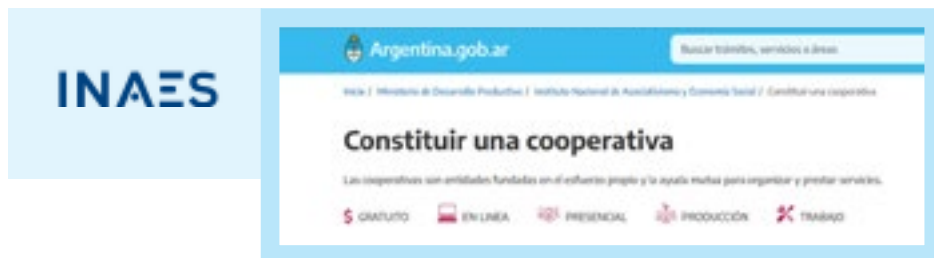 INAES
Argentina.gob.ar
Buscar trámites, servicios o áreas
Inicio / Ministerio de Desarrollo Productivo / Instituto Nacional de Asociativismo y Economía Social / Constituir una cooperativa
Constituir una cooperativa
Las cooperativas son entidades fundadas en el esfuerzo propio y la ayuda mutua para organizar y prestar servicios.
$ GRATUITO EN LINEA PRESENCIAL PRODUCCIÓN TRABAJO